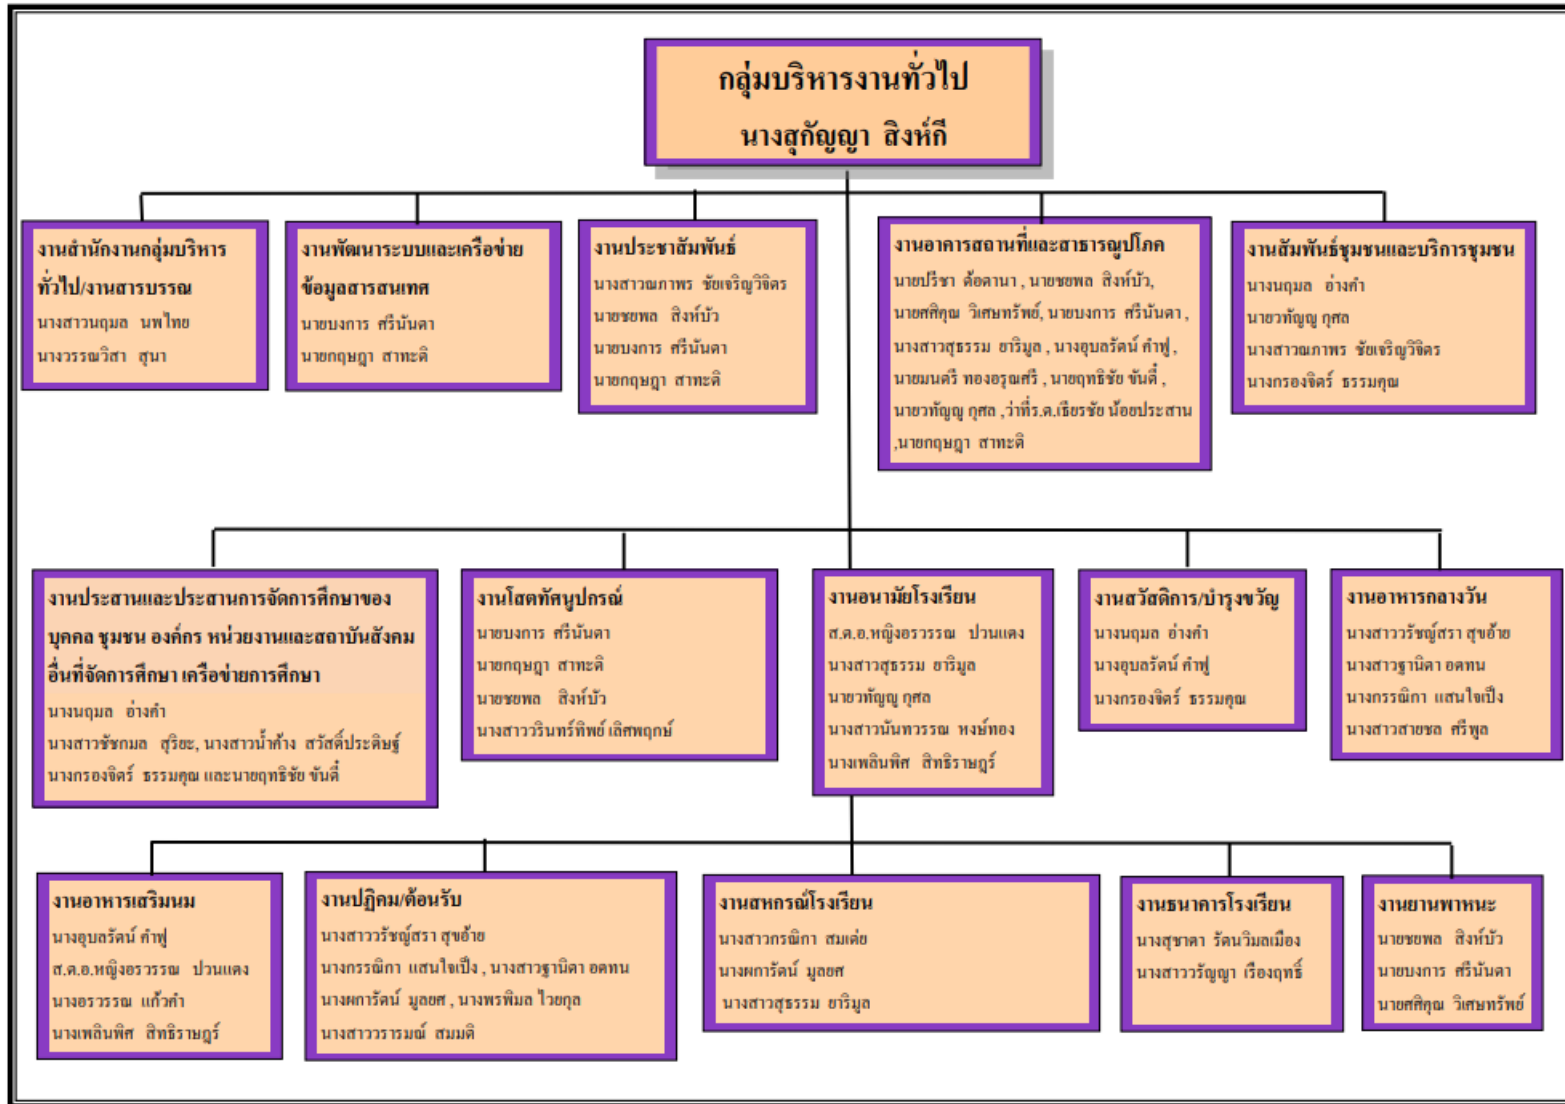 กลุ่มบริหารงานทั่วไป
นางสุกัญญา สิงห์กี
งานสำนักงานกลุ่มบริหาร
ทั่วไป/งานสารบรรณ
นางสาวนฤมล นพไทย
นางวรรณวิสา สุนา
งานพัฒนาระบบและเครือข่าย
ข้อมูลสารสนเทศ
นายบงการ ศรีนันตา
นายกฤษฎา สาทะติ
งานประชาสัมพันธ์
นางสาวณภาพร ชัยเจริญวิจิตร
นายชยพล สิงห์บัว
นายบงการ ศรีนันตา
นายกฤษฎา สาทะติ
งานอาคารสถานที่และสาธารณูปโภค
นายปรีชา ต้อตานา , นายชยพล สิงห์บัว,
นายศศิคุณ วิเศษทรัพย์, นายบงการ ศรีนันตา ,
นางสาวสุธรรม ยาริมูล , นางอุบลรัตน์ คำฟู ,
นายมนตรี ทองอรุณศรี , นายฤทธิชัย ขันตี๋ ,
นายวทัญญู กุศล ,ว่าที่ร.ต.เธียรชัย น้อยประสาน
,นายกฤษฎา สาทะติ
งานสัมพันธ์ชุมชนและบริการชุมชน
นางนฤมล อ่างคำ
นายวทัญญู กุศล
นางสาวณภาพร ชัยเจริญวิจิตร
นางกรองจิตร์ ธรรมคุณ
งานประสานและประสานการจัดการศึกษาของ
บุคคล ชุมชน องค์กร หน่วยงานและสถาบันสังคม
อื่นที่จัดการศึกษา เครือข่ายการศึกษา
นางนฤมล อ่างคำ
นางสาวชัชกมล สุริยะ, นางสาวน้ำค้าง สวัสดิ์ประดิษฐ์
นางกรองจิตร์ ธรรมคุณ และนายฤทธิชัย ขันตี๋
งานโสตทัศนูปกรณ์
นายบงการ ศรีนันตา
นายกฤษฎา สาทะติ
นายชยพล สิงห์บัว
นางสาววรินทร์ทิพย์ เลิศพฤกษ์
งานอนามัยโรงเรียน
ส.ต.อ.หญิงอรวรรณ ปวนแดง
นางสาวสุธรรม ยาริมูล
นายวทัญญู กุศล
นางสาวนันทวรรณ หงษ์ทอง
นางเพลินพิศ สิทธิราษฎร์
งานสวัสดิการ/บำรุงขวัญ
นางนฤมล อ่างคำ
นางอุบลรัตน์ คำฟู
นางกรองจิตร์ ธรรมคุณ
งานอาหารกลางวัน
นางสาววรัชญ์สรา สุขอ้าย
นางสาวฐานิตา อดทน
นางกรรณิกา แสนใจเป็ง
นางสาวสายชล ศรีพูล
งานอาหารเสริมนม
นางอุบลรัตน์ คำฟู
ส.ต.อ.หญิงอรวรรณ ปวนแดง
นางอรวรรณ แก้วคำ
นางเพลินพิศ สิทธิราษฎร์
งานปฏิคม/ต้อนรับ
นางสาววรัชญ์สรา สุขอ้าย
นางกรรณิกา แสนใจเป็ง , นางสาวฐานิตา อดทน
นางผการัตน์ มูลยศ , นางพรพิมล ไวยกุล
นางสาววรารมณ์ สมมติ
งานสหกรณ์โรงเรียน
นางสาวกรณิกา สมเต่ย
นางผการัตน์ มูลยศ
นางสาวสุธรรม ยาริมูล
งานธนาคารโรงเรียน
นางสุชาดา รัตนวิมลเมือง
นางสาววรัญญา เรืองฤทธิ์
งานยานพาหนะ
นายชยพล สิงห์บัว
นายบงการ ศรีนันตา
นายศศิคุณ วิเศษทรัพย์